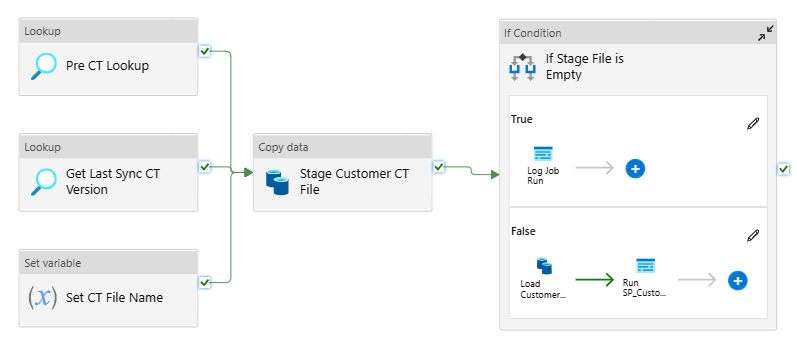 Lookup
Pre CT Lookup
Lookup
Get Last Sync CT
Version
Set variable
(x)
Set CT File Name
Copy data
Stage Customer CT
File
If Condition
If Stage File is
Empty
True
Log Job
Run
False
Load
Customer...
Run
SP_Custo...